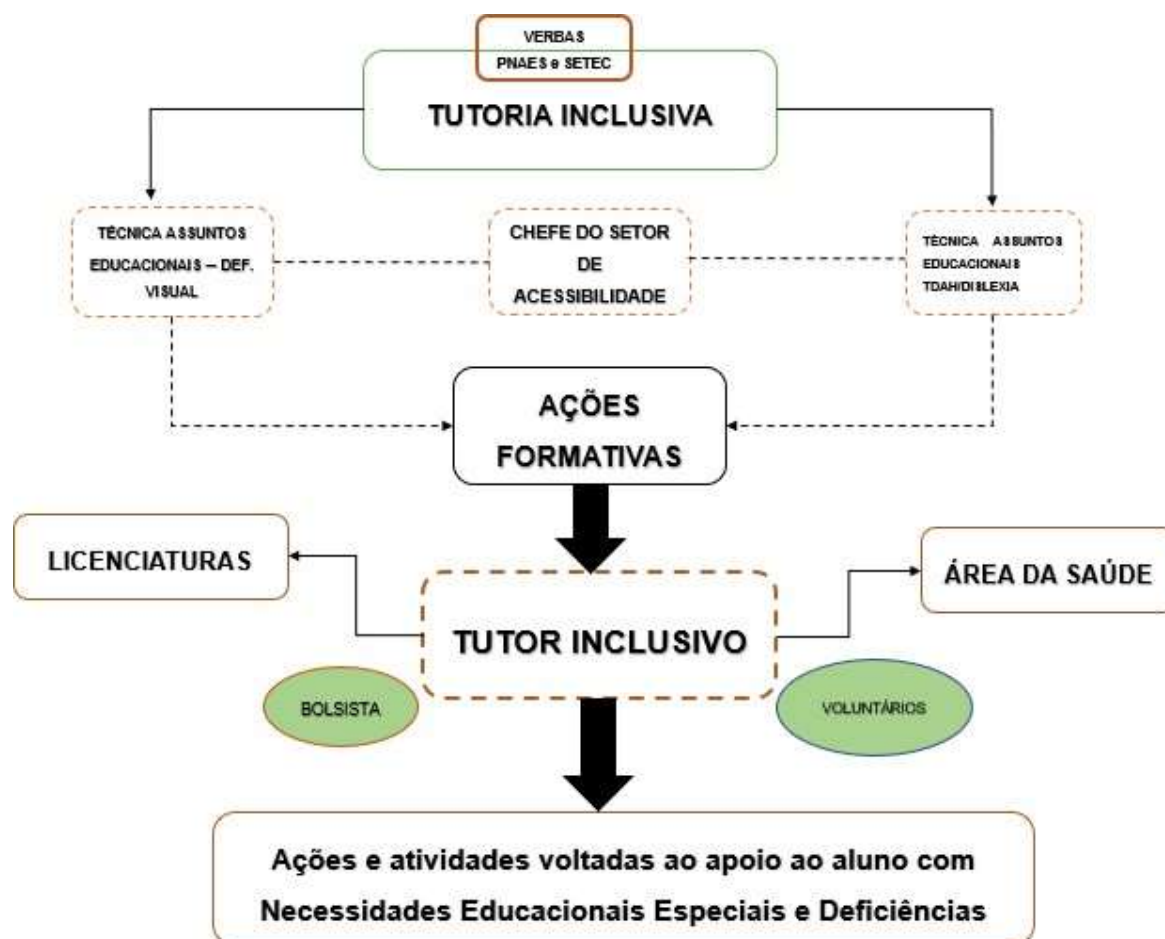 VERBAS
PNAES e SETEC
TUTORIA INCLUSIVA
TÉCNICA ASSUNTOS
EDUCACIONAIS – DEF.
VISUAL
CHEFE DO SETOR
DE
ACESSIBILIDADE
TÉCNICA ASSUNTOS
EDUCACIONAIS
TDAH/DISLEXIA
AÇÕES
FORMATIVAS
LICENCIATURAS
ÁREA DA SAÚDE
TUTOR INCLUSIVO
BOLSISTA
VOLUNTÁRIOS
Ações e atividades voltadas ao apoio ao aluno com
Necessidades Educacionais Especiais e Deficiências